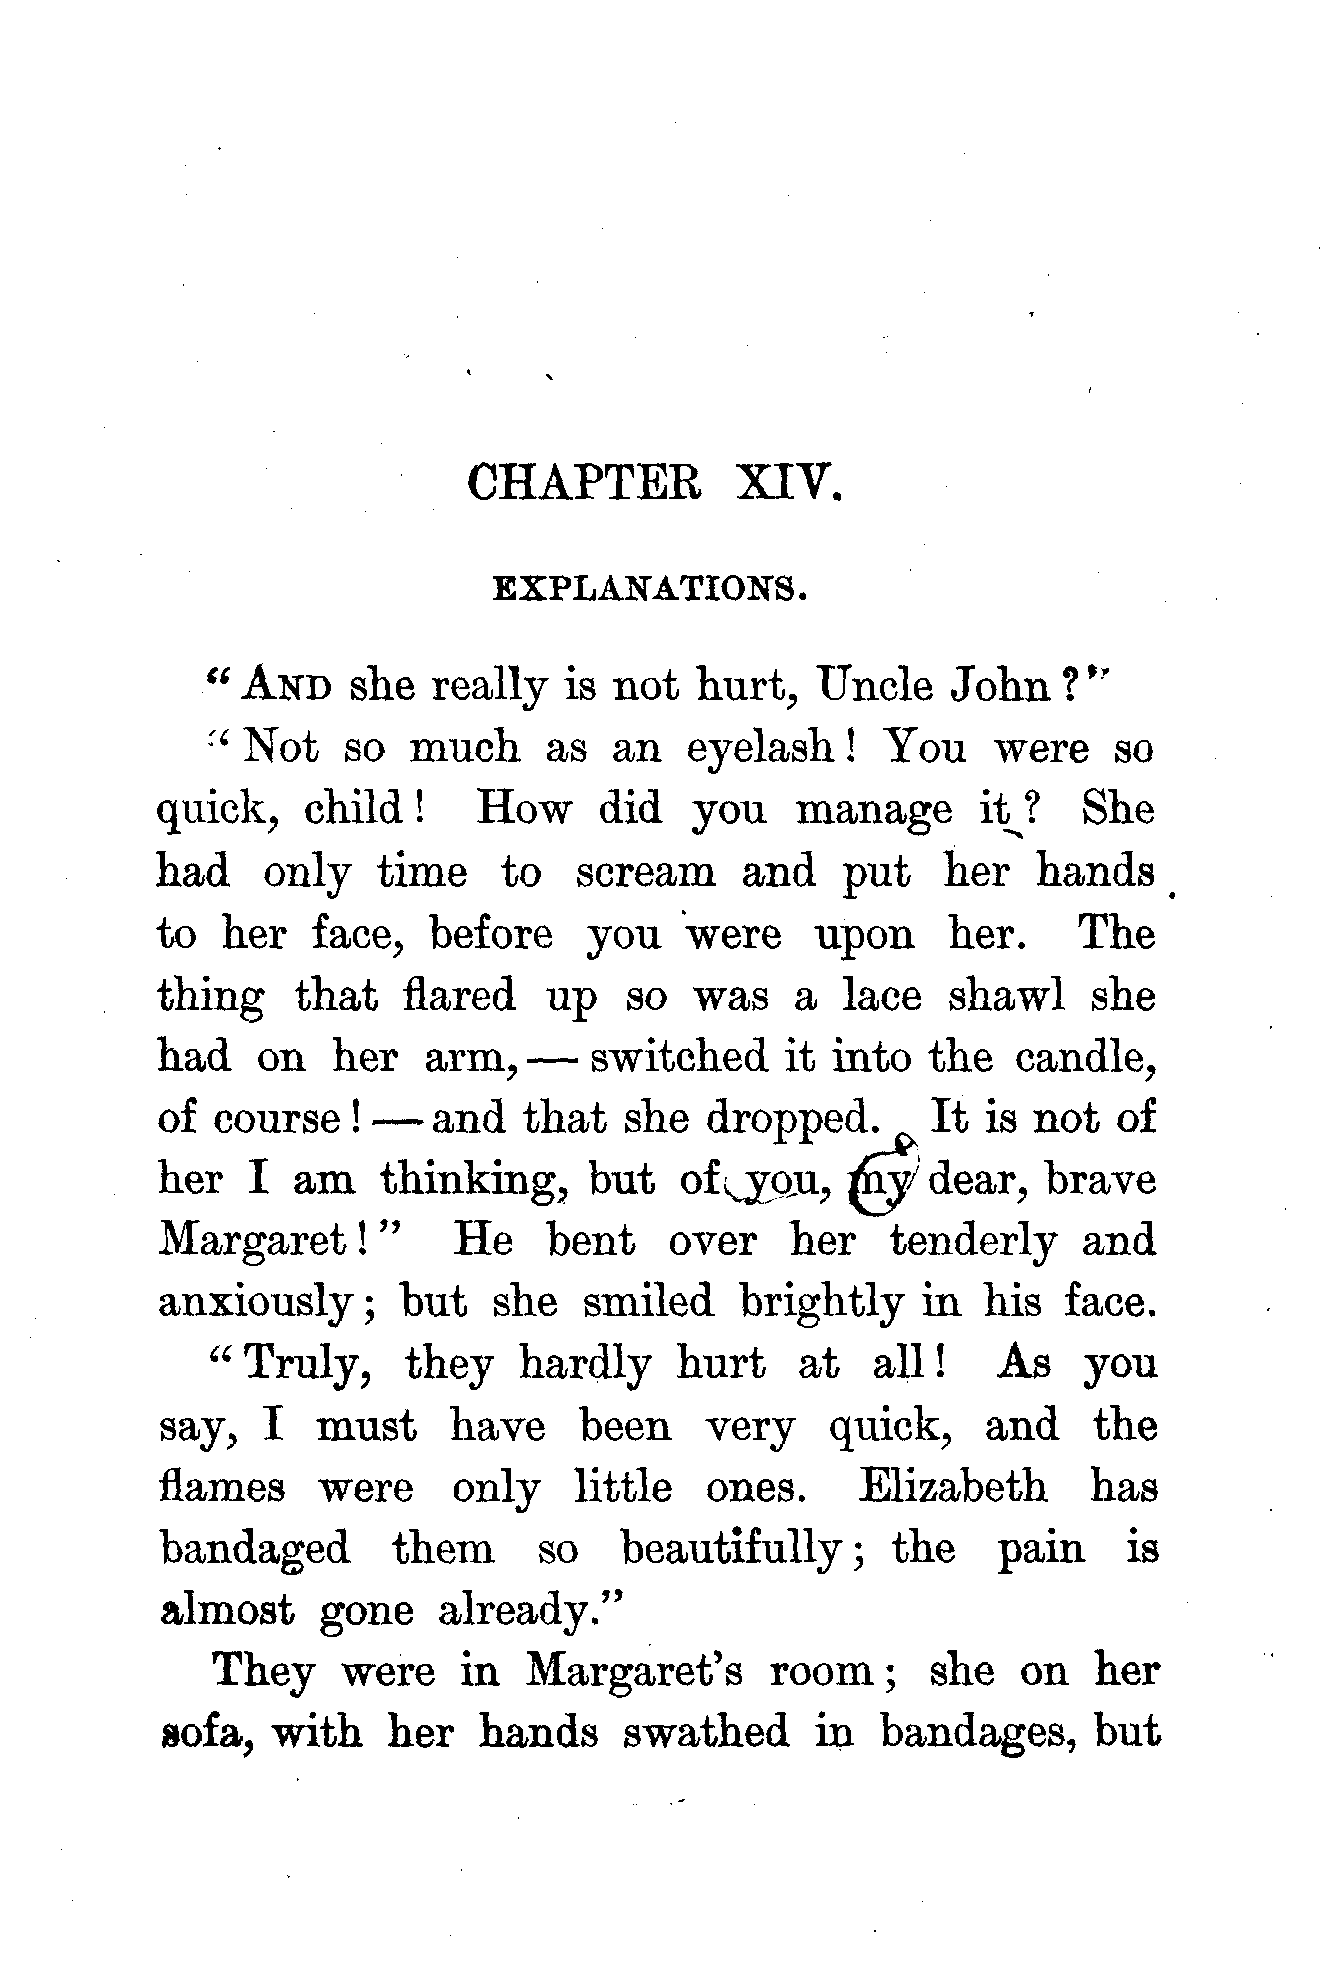 CHAPTER XIV.
EXPLANATIONS.
“AND she really is not hurt, Uncle John?”
“Not so much as an eyelash! You were so
quick, child! How did you manage it? She
had only time to scream and put her hands
to her face, before you were upon her. The
thing that flared up so was a lace shawl she
had on her arm,— switched it into the candle,
of course!—and that she dropped. It is not of
her I am thinking, but of you, my dear, brave
Margaret!” He bent over her tenderly and
anxiously; but she smiled brightly in his face.
“Truly, they hardly hurt at all! As you
say, I must have been very quick, and the
flames were only little ones. Elizabeth has
bandaged them so beautifully; the pain is
almost gone already.”
They were in Margaret’s room; she on her
sofa, with her hands swathed in bandages, but